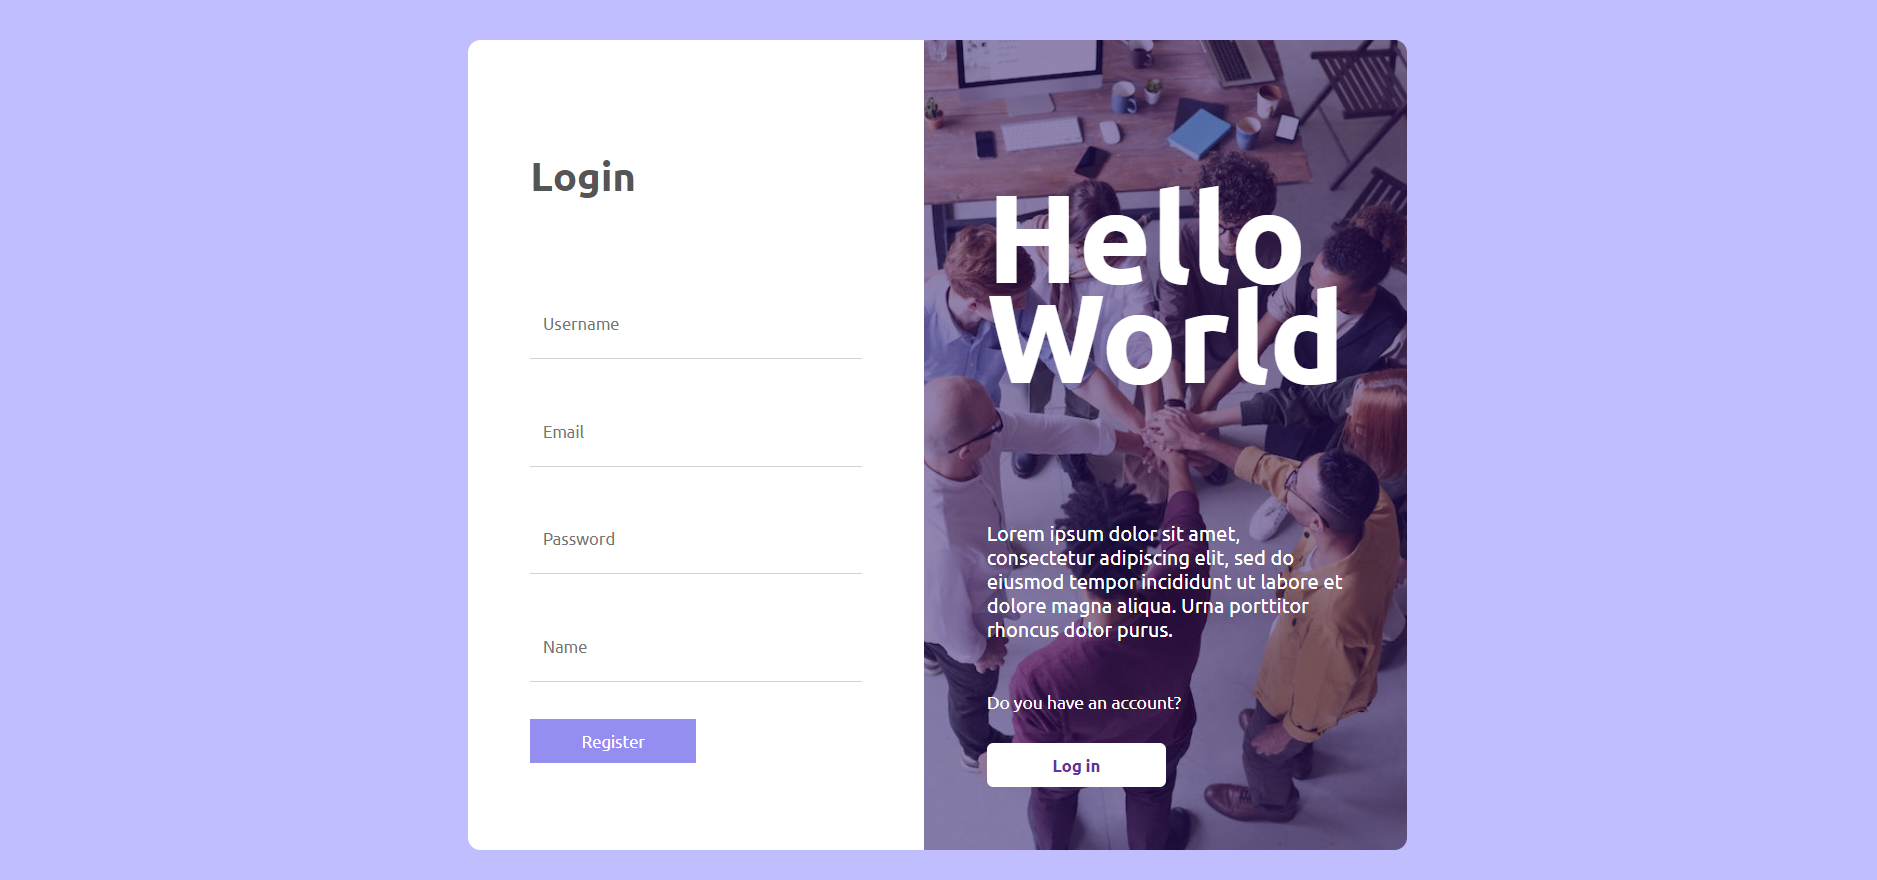 Login
Username
Email
Password
Name
Register
Hello
World
Lorem ipsum dolor sit amet,
consectetur adipiscing elit, sed do
eiusmod tempor incididunt ut labore et
dolore magna aliqua. Urna porttitor
rhoncus dolor purus.
Do you have an account?
Log in